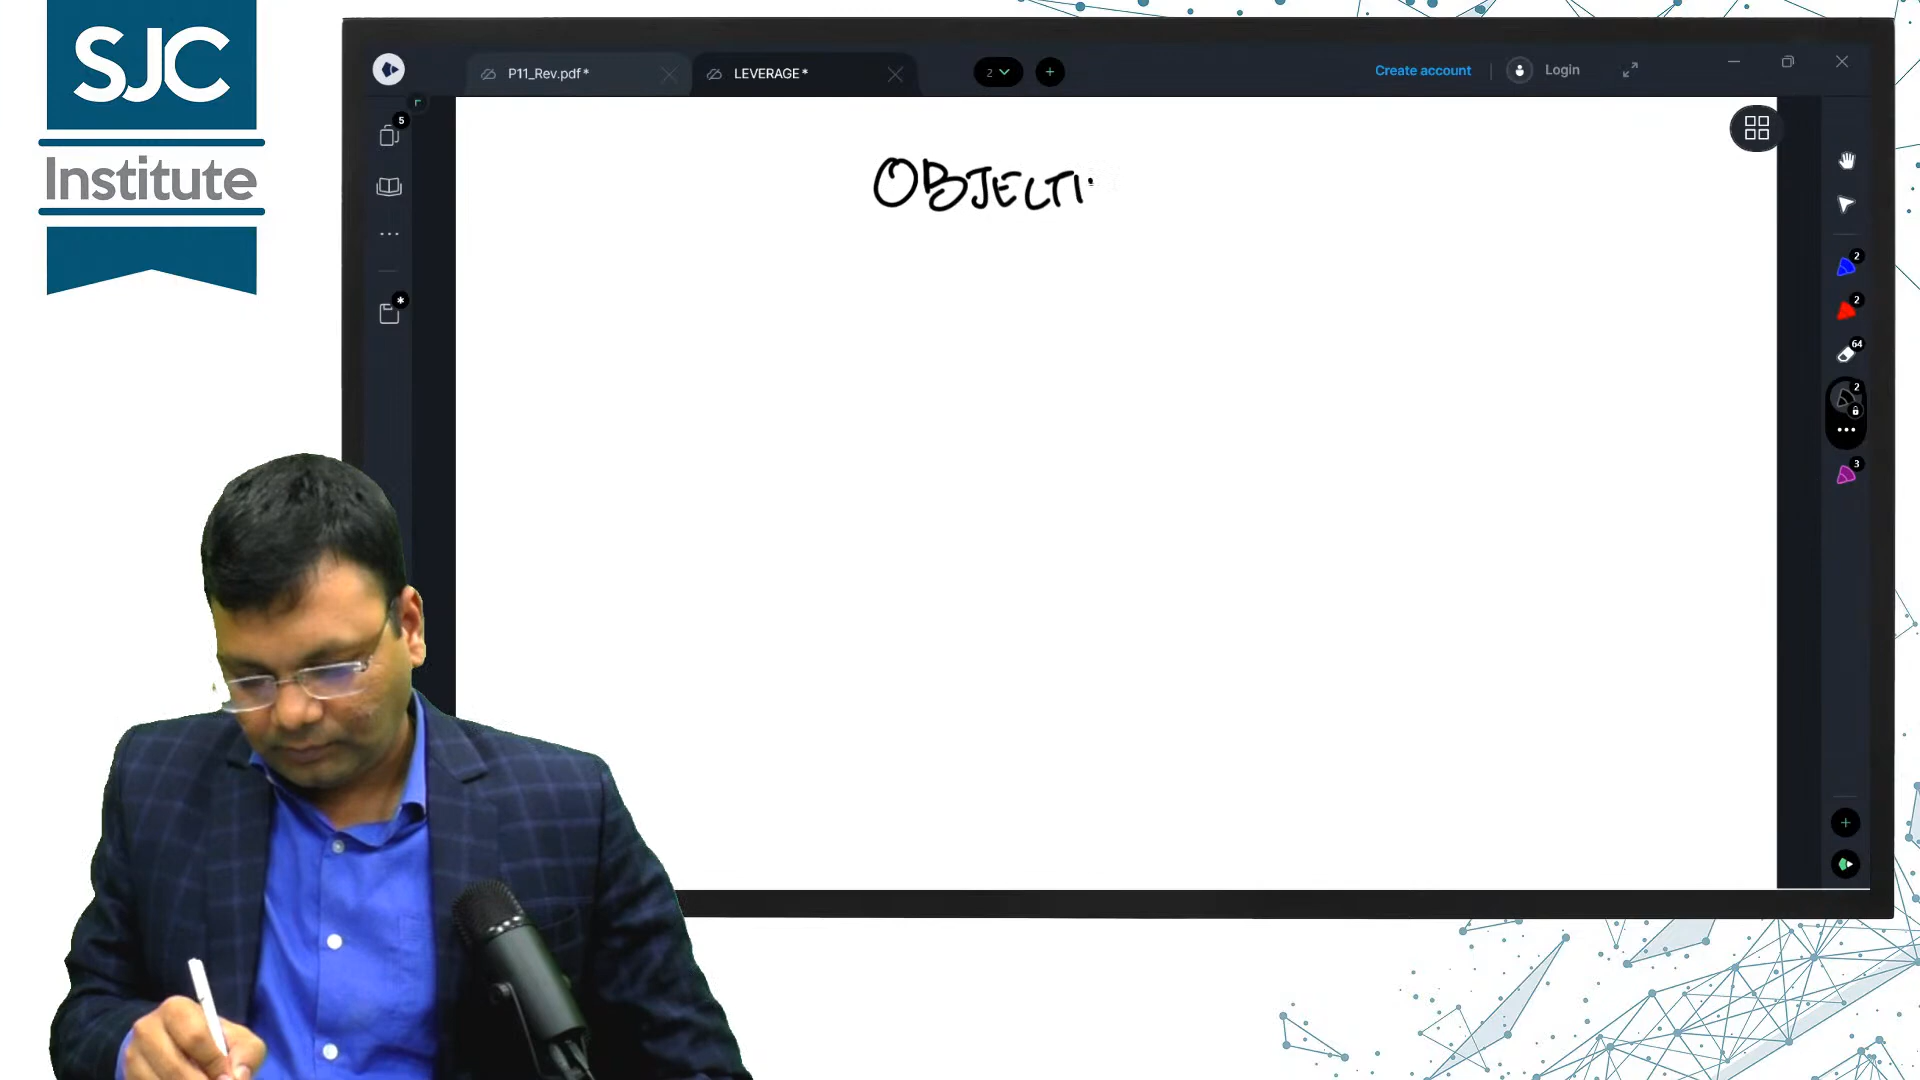 SJC
Institute
P11_Rev.pdf*
LEVERAGE*
2
Create account
Login
5
OBJECTI
2
2
64
2
3